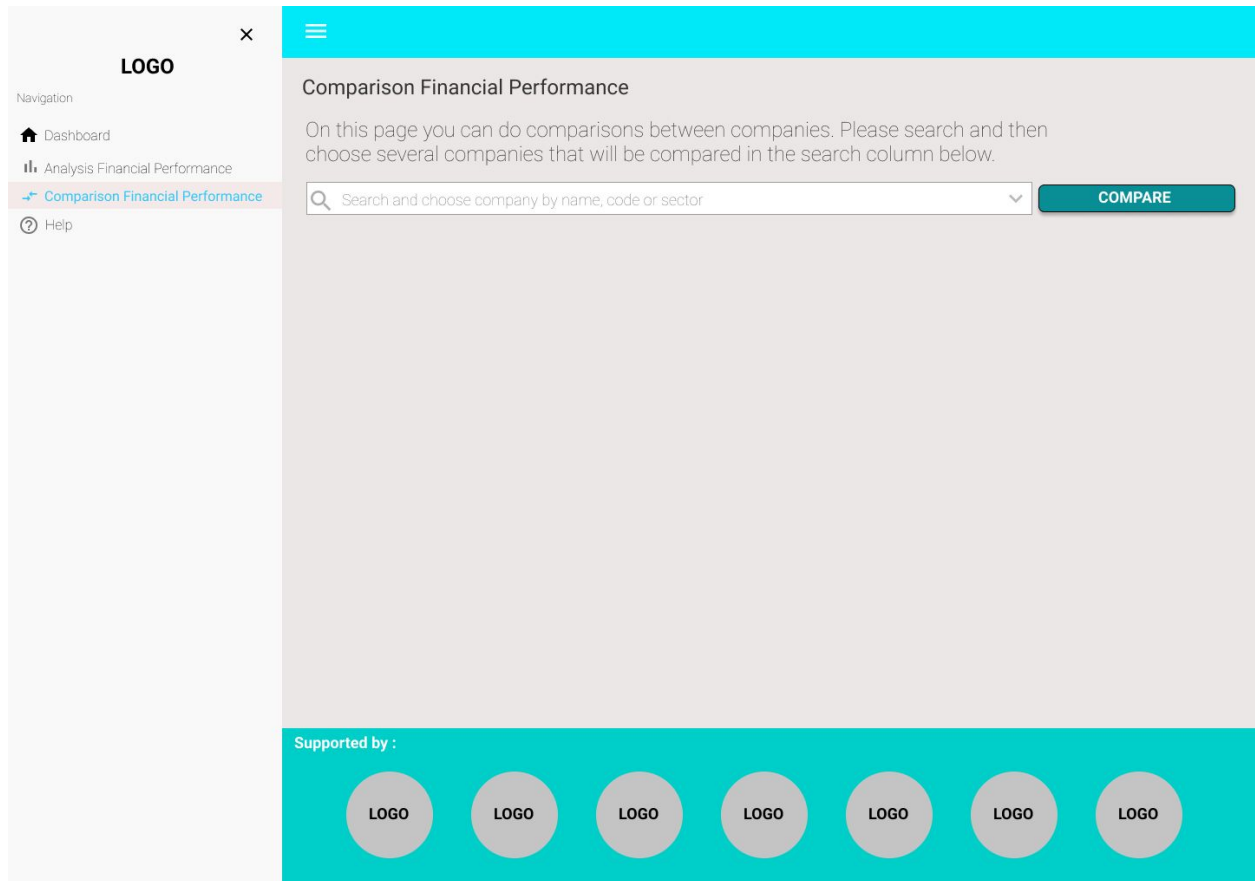 LOGO
Navigation
Dashboard
Analysis Financial Performance
Comparison Financial Performance
Help
Comparison Financial Performance
On this page you can do comparisons between companies. Please search and then
choose several companies that will be compared in the search column below.
Search and choose company by name, code or sector
COMPARE
Supported by :
LOGO
LOGO
LOGO
LOGO
LOGO
LOGO
LOGO